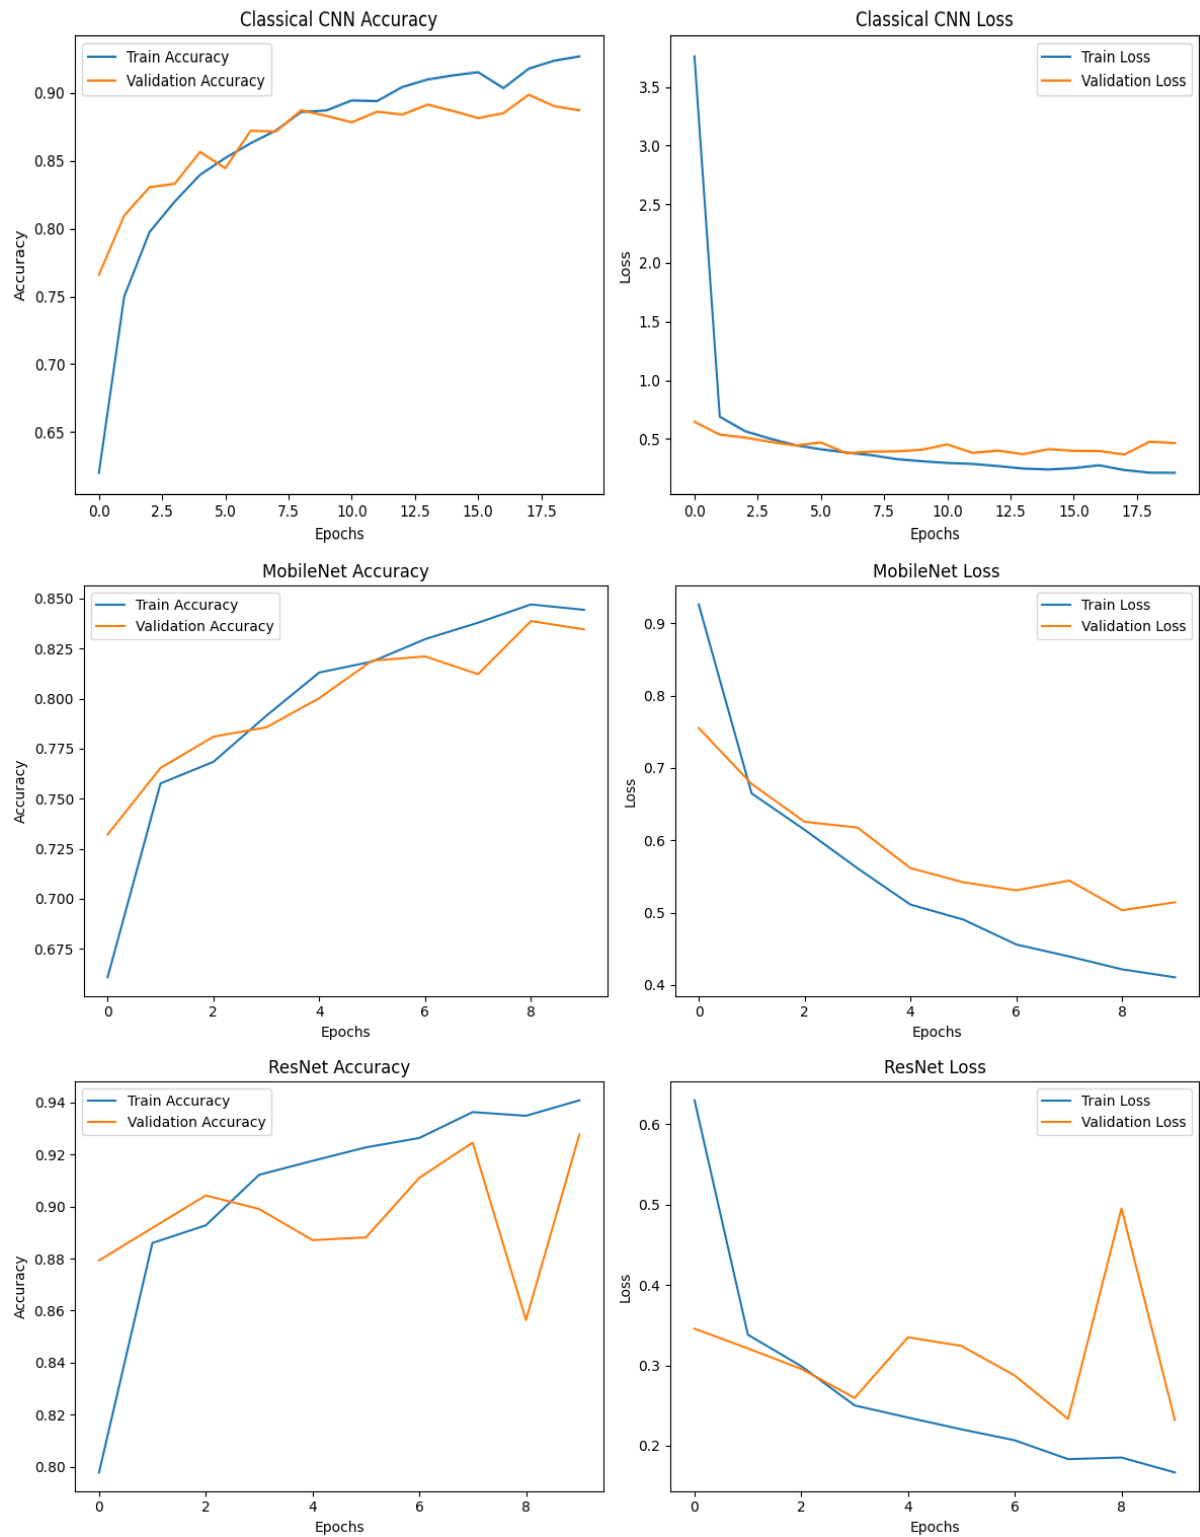 Classical CNN Accuracy
Train Accuracy
Validation Accuracy
0.90
0.85
0.80
0.75
0.70
0.65
Accuracy
0.0 2.5 5.0 7.5 10.0 12.5 15.0 17.5
Epochs
Classical CNN Loss
Train Loss
Validation Loss
3.5
3.0
2.5
2.0
1.5
1.0
0.5
Loss
0.0 2.5 5.0 7.5 10.0 12.5 15.0 17.5
Epochs
MobileNet Accuracy
Train Accuracy
Validation Accuracy
0.850
0.825
0.800
0.775
0.750
0.725
0.700
0.675
Accuracy
0 2 4 6 8
Epochs
MobileNet Loss
Train Loss
Validation Loss
0.9
0.8
0.7
0.6
0.5
0.4
Loss
0 2 4 6 8
Epochs
ResNet Accuracy
Train Accuracy
Validation Accuracy
0.94
0.92
0.90
0.88
0.86
0.84
0.82
0.80
Accuracy
0 2 4 6 8
Epochs
ResNet Loss
Train Loss
Validation Loss
0.6
0.5
0.4
0.3
0.2
Loss
0 2 4 6 8
Epochs